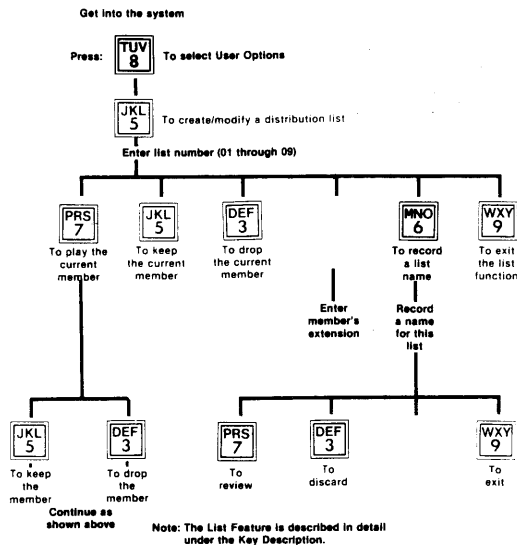 Get into the system
Press: TUV 8 To select User Options
JKL 5 To create/modify a distribution list
Enter list number (01 through 09)
PRS 7
To play the
current
member
JKL 5
To keep
the current
member
DEF 3
To drop
the current
member
Enter
member's
extension
MNO 6
To record
a list
name
Record
a name
for this
list
WXY 9
To exit
the list
function
JKL 5
To keep
the
member
DEF 3
To drop
the
member
Continue as
shown above
PRS 7
To
review
DEF 3
To
discard
WXY 9
To
exit
Note: The List Feature is described in detail
under the Key Description.